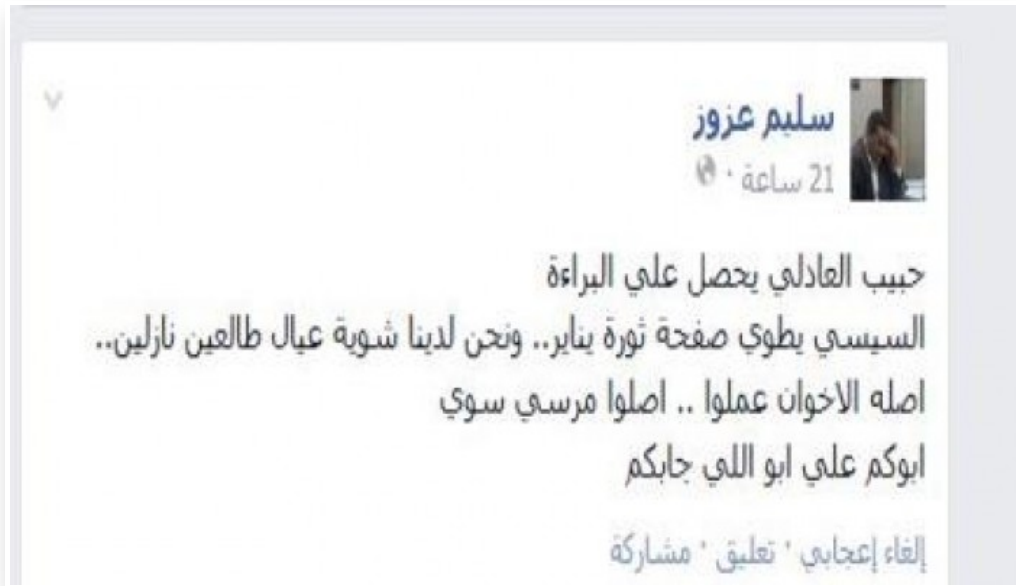 سليم عزوز
21 ساعة ·
حبيب العادلي يحصل علي البراءة
السيسي يطوي صفحة ثورة يناير.. ونحن لدينا شوية عيال طالعين نازلين..
اصله الاخوان عملوا .. اصلوا مرسي سوي
ابوكم علي ابو اللي جابكم
إلغاء إعجابي · تعليق · مشاركة